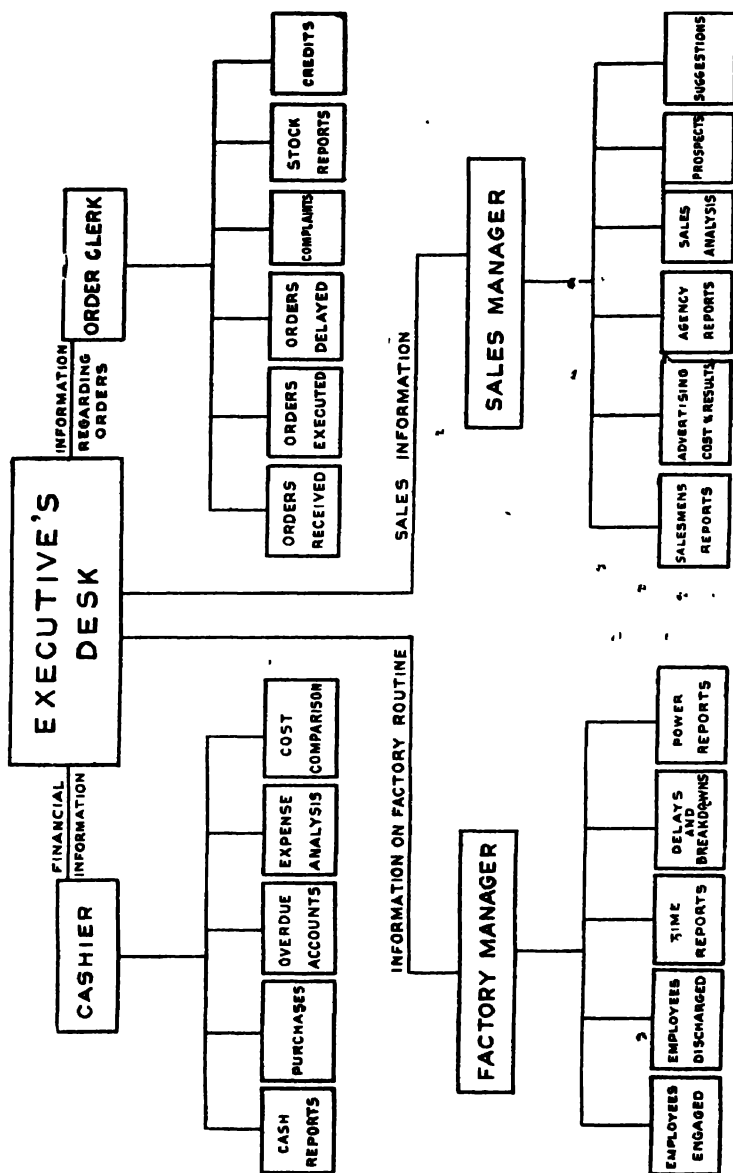 EXECUTIVE'S
DESK
FINANCIAL
INFORMATION
INFORMATION
REGARDING
ORDERS
CASHIER
ORDER CLERK
CASH
REPORTS
PURCHASES
OVERDUE
ACCOUNTS
EXPENSE
ANALYSIS
COST
COMPARISON
ORDERS
RECEIVED
ORDERS
EXECUTED
ORDERS
DELAYED
COMPLAINTS
STOCK
REPORTS
CREDITS
INFORMATION ON FACTORY ROUTINE
SALES INFORMATION
FACTORY MANAGER
SALES MANAGER
EMPLOYEES
ENGAGED
EMPLOYEES
DISCHARGED
TIME
REPORTS
DELAYS
AND
BREAKDOWNS
POWER
REPORTS
SALESMENS
REPORTS
ADVERTISING
COST & RESULTS
AGENCY
REPORTS
SALES
ANALYSIS
PROSPECTS
SUGGESTIONS